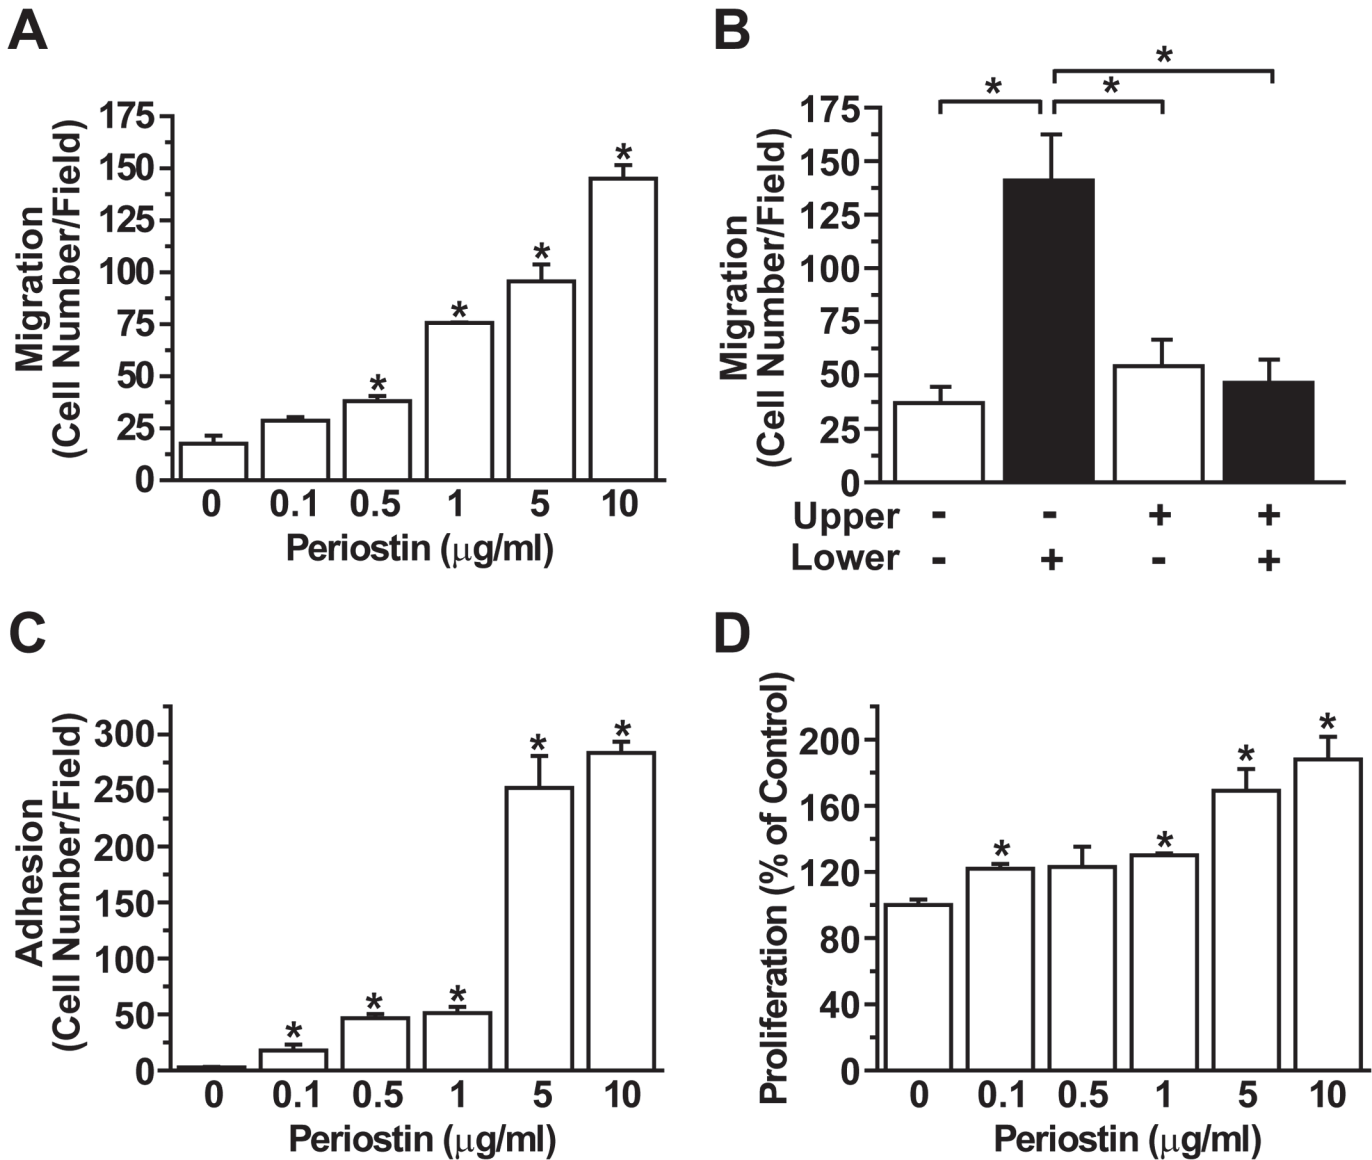 A
Migration
(Cell Number/Field)
175
150
125
100
75
50
25
0
*
*
*
*
0 0.1 0.5 1 5 10
Periostin (μg/ml)
B
Migration
(Cell Number/Field)
175
150
125
100
75
50
25
0
*
*
*
Upper - - + +
Lower - + - +
C
Adhesion
(Cell Number/Field)
300
250
200
150
100
50
0
*
*
*
*
*
0 0.1 0.5 1 5 10
Periostin (μg/ml)
D
Proliferation (% of Control)
200
160
120
80
40
0
*
*
*
*
0 0.1 0.5 1 5 10
Periostin (μg/ml)